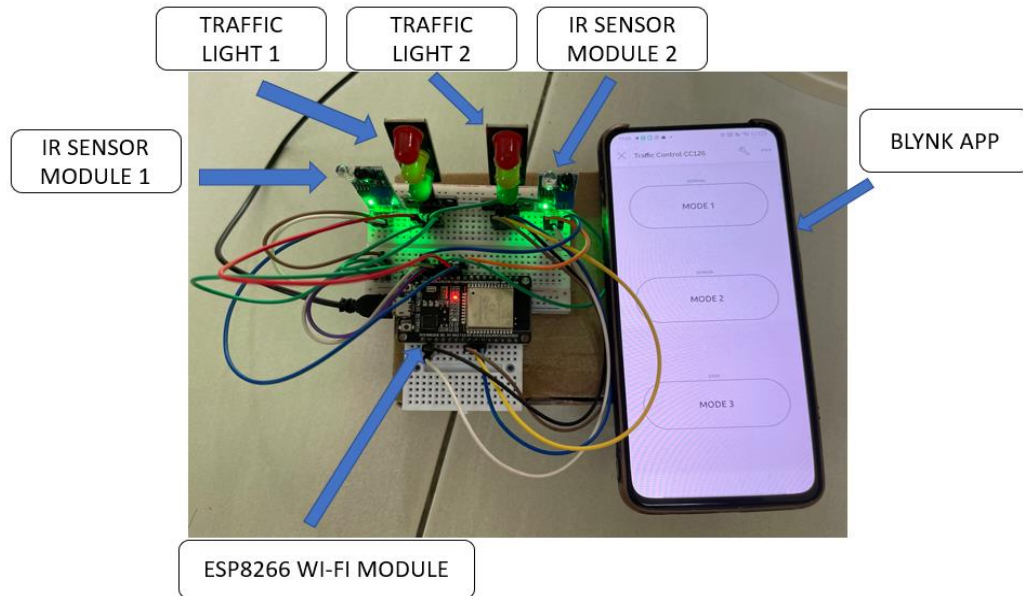 TRAFFIC
LIGHT 1
TRAFFIC
LIGHT 2
IR SENSOR
MODULE 2
IR SENSOR
MODULE 1
BLYNK APP
Traffic Control CC126
MODE 1
MODE 2
MODE 3
ESP8266 WI-FI MODULE